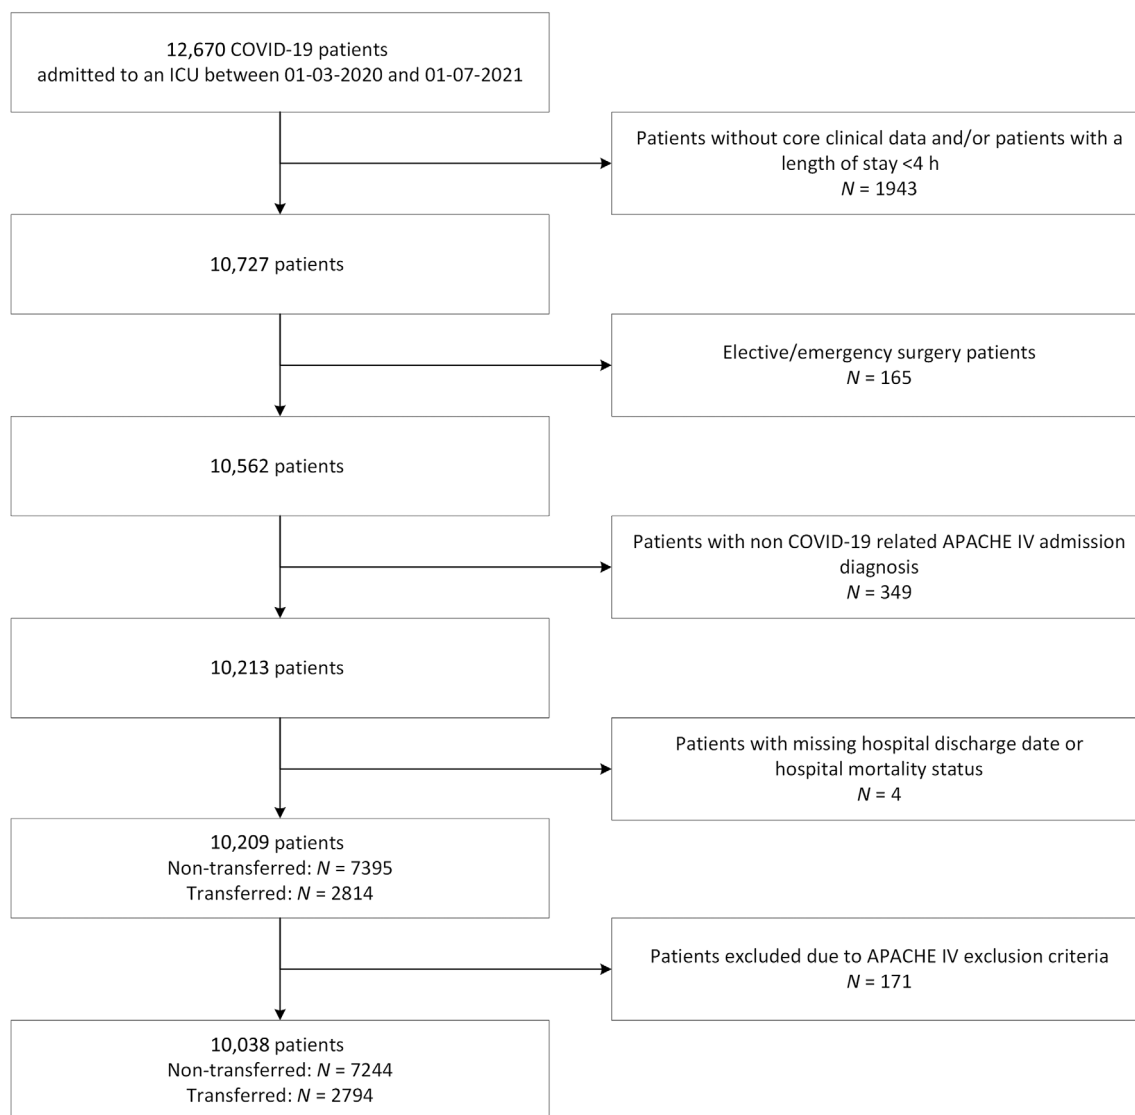 12,670 COVID-19 patients
admitted to an ICU between 01-03-2020 and 01-07-2021
Patients without core clinical data and/or patients with a
length of stay <4 h
N = 1943
10,727 patients
Elective/emergency surgery patients
N = 165
10,562 patients
Patients with non COVID-19 related APACHE IV admission
diagnosis
N = 349
10,213 patients
Patients with missing hospital discharge date or
hospital mortality status
N = 4
10,209 patients
Non-transferred: N = 7395
Transferred: N = 2814
Patients excluded due to APACHE IV exclusion criteria
N = 171
10,038 patients
Non-transferred: N = 7244
Transferred: N = 2794